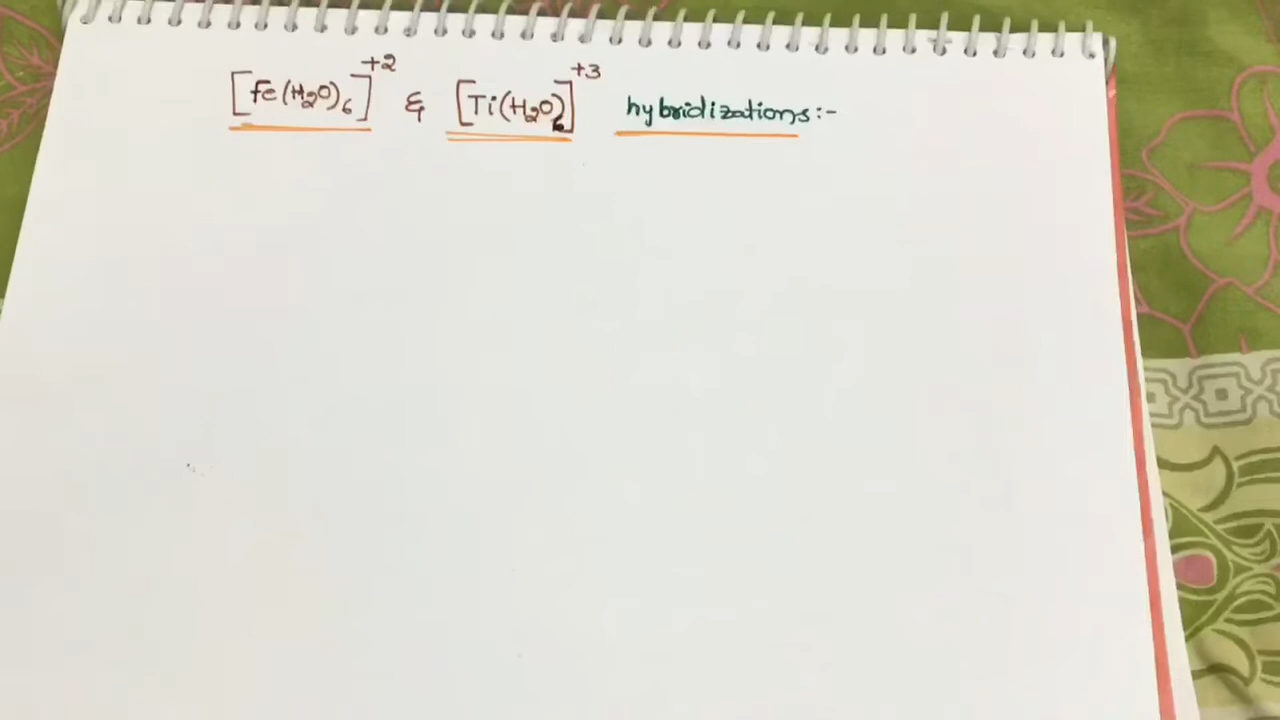 [Fe(H₂O)₆]⁺² & [Ti(H₂O)₆]⁺³ hybridizations:-